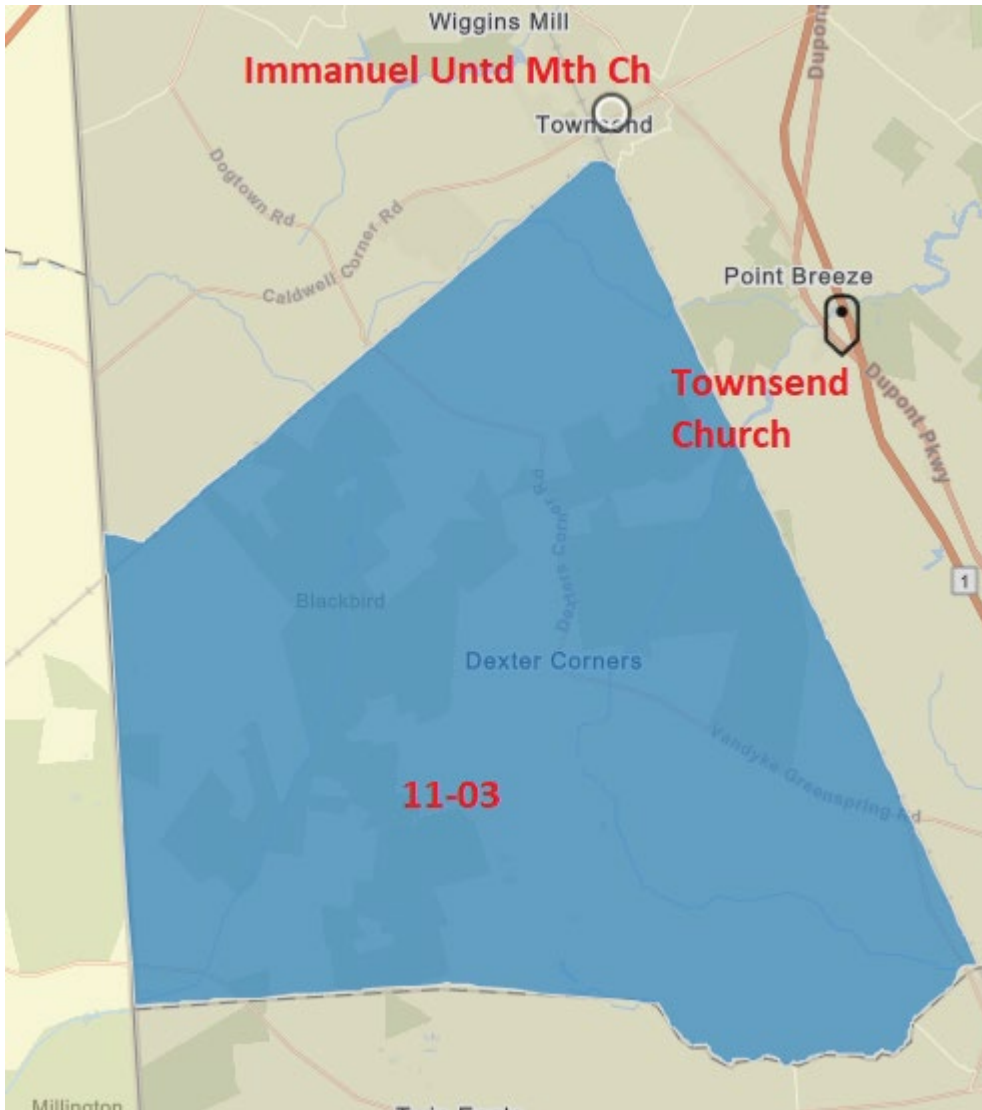 Wiggins Mill
Dupont
Immanuel Untd Mth Ch
Townsend
Dogtown Rd
Caldwell Corner Rd
Point Breeze
Townsend
Church
Dupont Pkwy
Dexters Corner Rd
1
Blackbird
Dexter Corners
Vandyke Greenspring Rd
11-03
Millington